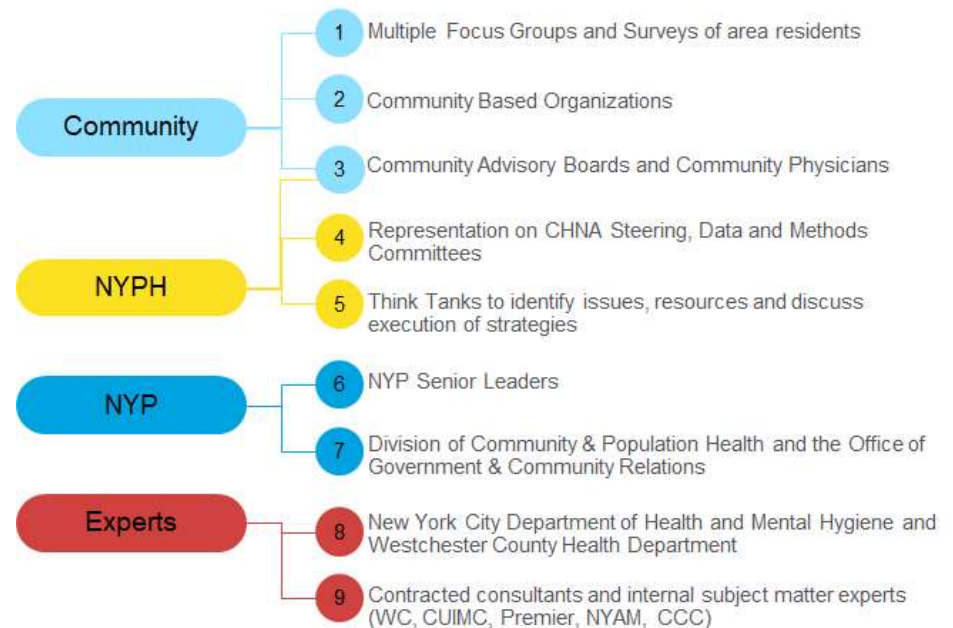 1 Multiple Focus Groups and Surveys of area residents
2 Community Based Organizations
Community
3 Community Advisory Boards and Community Physicians
4 Representation on CHNA Steering, Data and Methods
Committees
NYPH
5 Think Tanks to identify issues, resources and discuss
execution of strategies
6 NYP Senior Leaders
NYP
7 Division of Community & Population Health and the Office of
Government & Community Relations
Experts
8 New York City Department of Health and Mental Hygiene and
Westchester County Health Department
9 Contracted consultants and internal subject matter experts
(WC, CUIMC, Premier, NYAM, CCC)